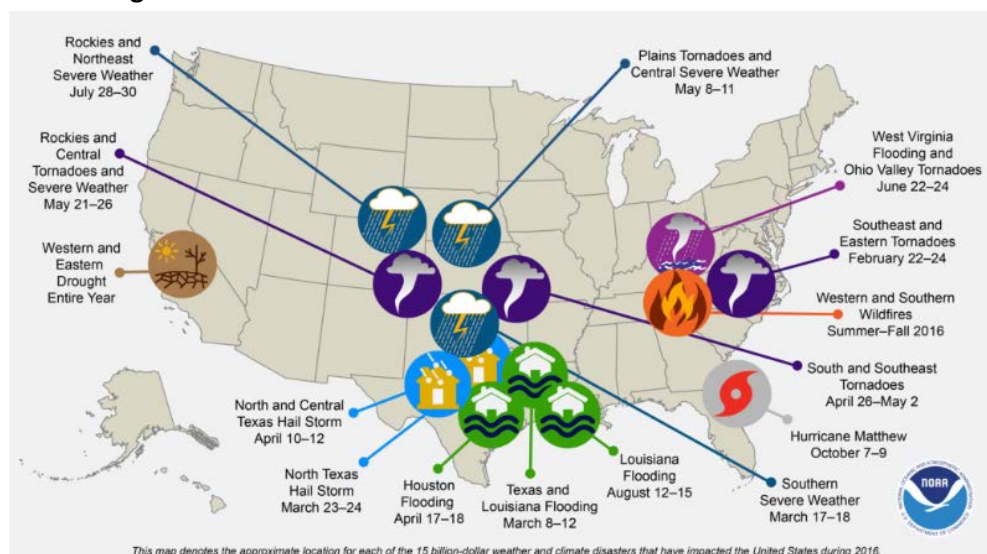 Rockies and
Northeast
Severe Weather
July 28–30
Plains Tornadoes and
Central Severe Weather
May 8–11
Rockies and
Central
Tornadoes and
Severe Weather
May 21–26
West Virginia
Flooding and
Ohio Valley Tornadoes
June 22–24
Southeast and
Eastern Tornadoes
February 22–24
Western and
Eastern
Drought
Entire Year
Western and Southern
Wildfires
Summer–Fall 2016
South and Southeast
Tornadoes
April 26–May 2
North and Central
Texas Hail Storm
April 10–12
Hurricane Matthew
October 7–9
North Texas
Hail Storm
March 23–24
Houston
Flooding
April 17–18
Texas and
Louisiana Flooding
March 8–12
Louisiana
Flooding
August 12–15
Southern
Severe Weather
March 17–18
NOAA
This map denotes the approximate location for each of the 15 billion-dollar weather and climate disasters that have impacted the United States during 2016.